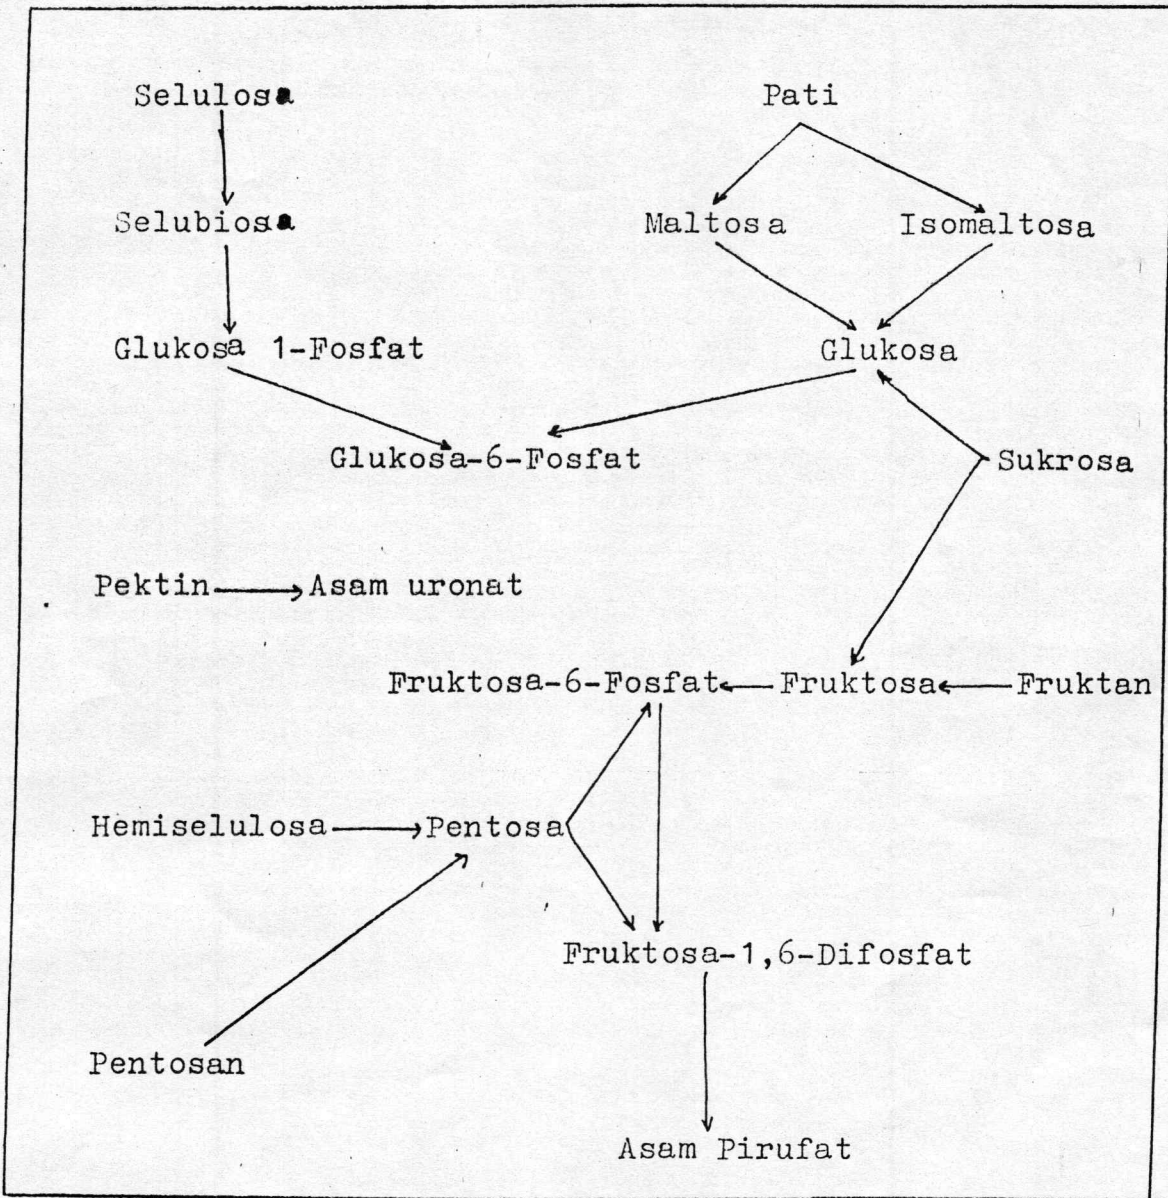 Selulosa Pati
Selubiosa Maltosa Isomaltosa
Glukosa 1-Fosfat Glukosa
Glukosa-6-Fosfat Sukrosa
Pektin Asam uronat
Fruktosa-6-Fosfat Fruktosa Fruktan
Hemiselulosa Pentosa
Fruktosa-1,6-Difosfat
Pentosan
Asam Pirufat